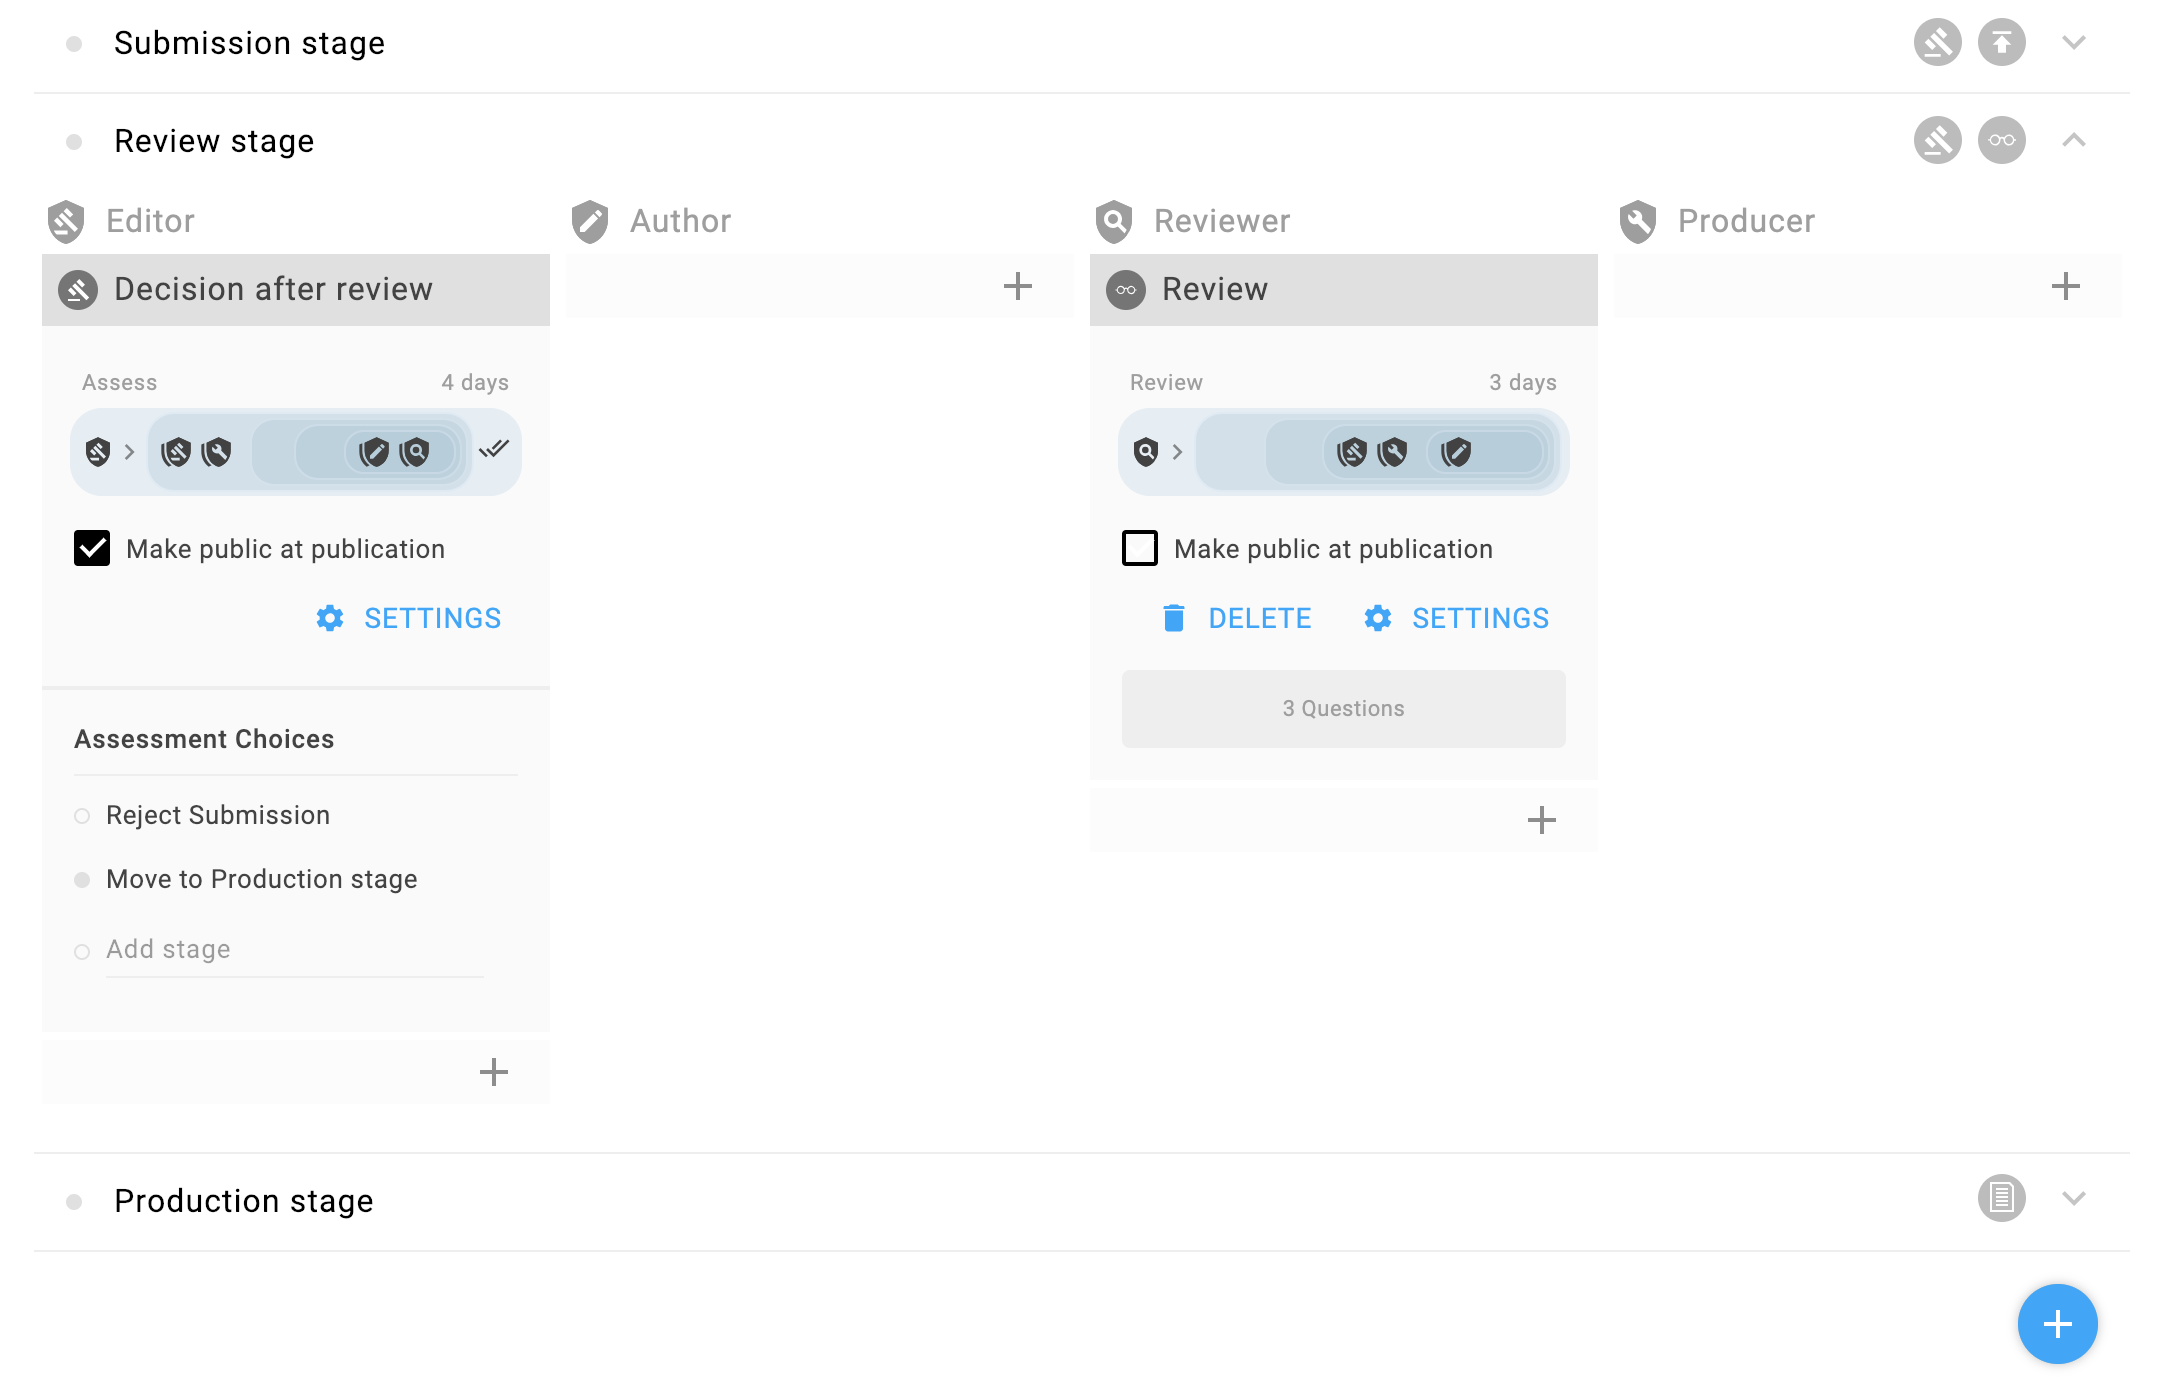 Submission stage
Review stage
Editor
Author
Reviewer
Producer
Decision after review
Review
Assess
4 days
Review
3 days
Make public at publication
Make public at publication
SETTINGS
DELETE
SETTINGS
3 Questions
Assessment Choices
Reject Submission
Move to Production stage
Add stage
Production stage